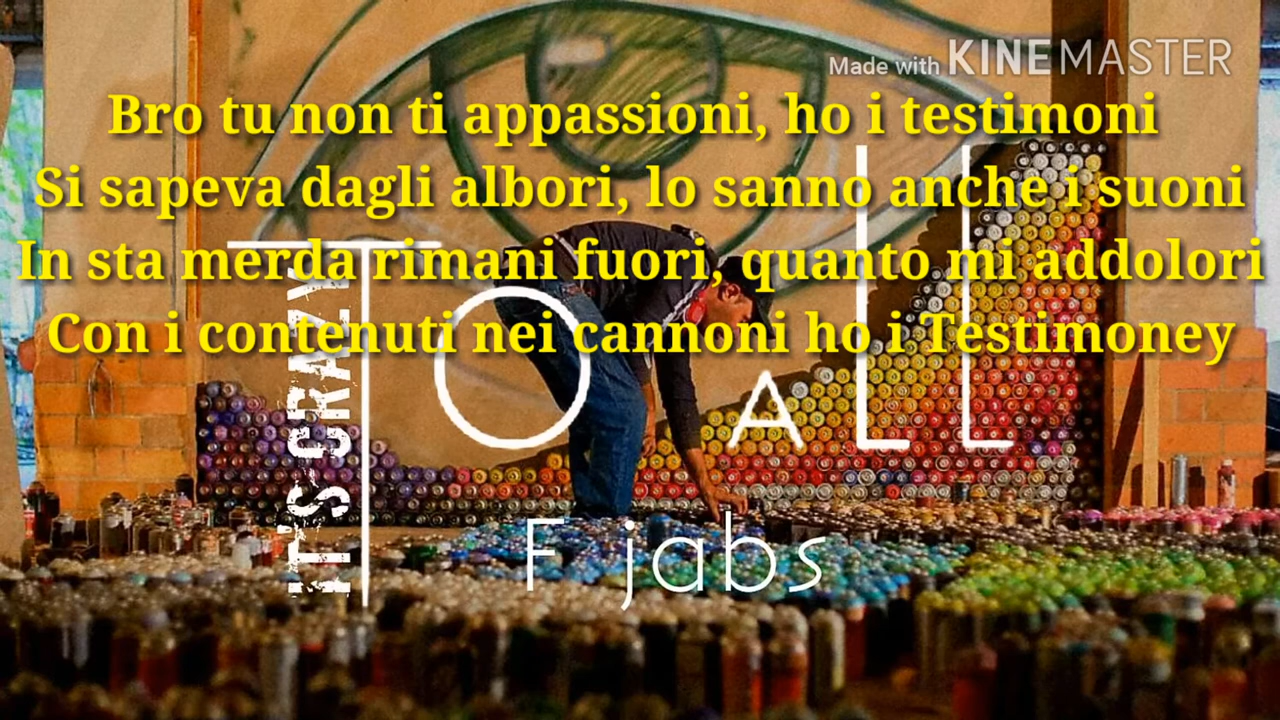 Made with KINEMASTER
Bro tu non ti appassioni, ho i testimoni
Si sapeva dagli albori, lo sanno anche i suoni
In sta merda rimani fuori, quanto mi addolori
Con i contenuti nei cannoni ho i Testimoney
IT'S CRAZY
TO ALL
F jabs